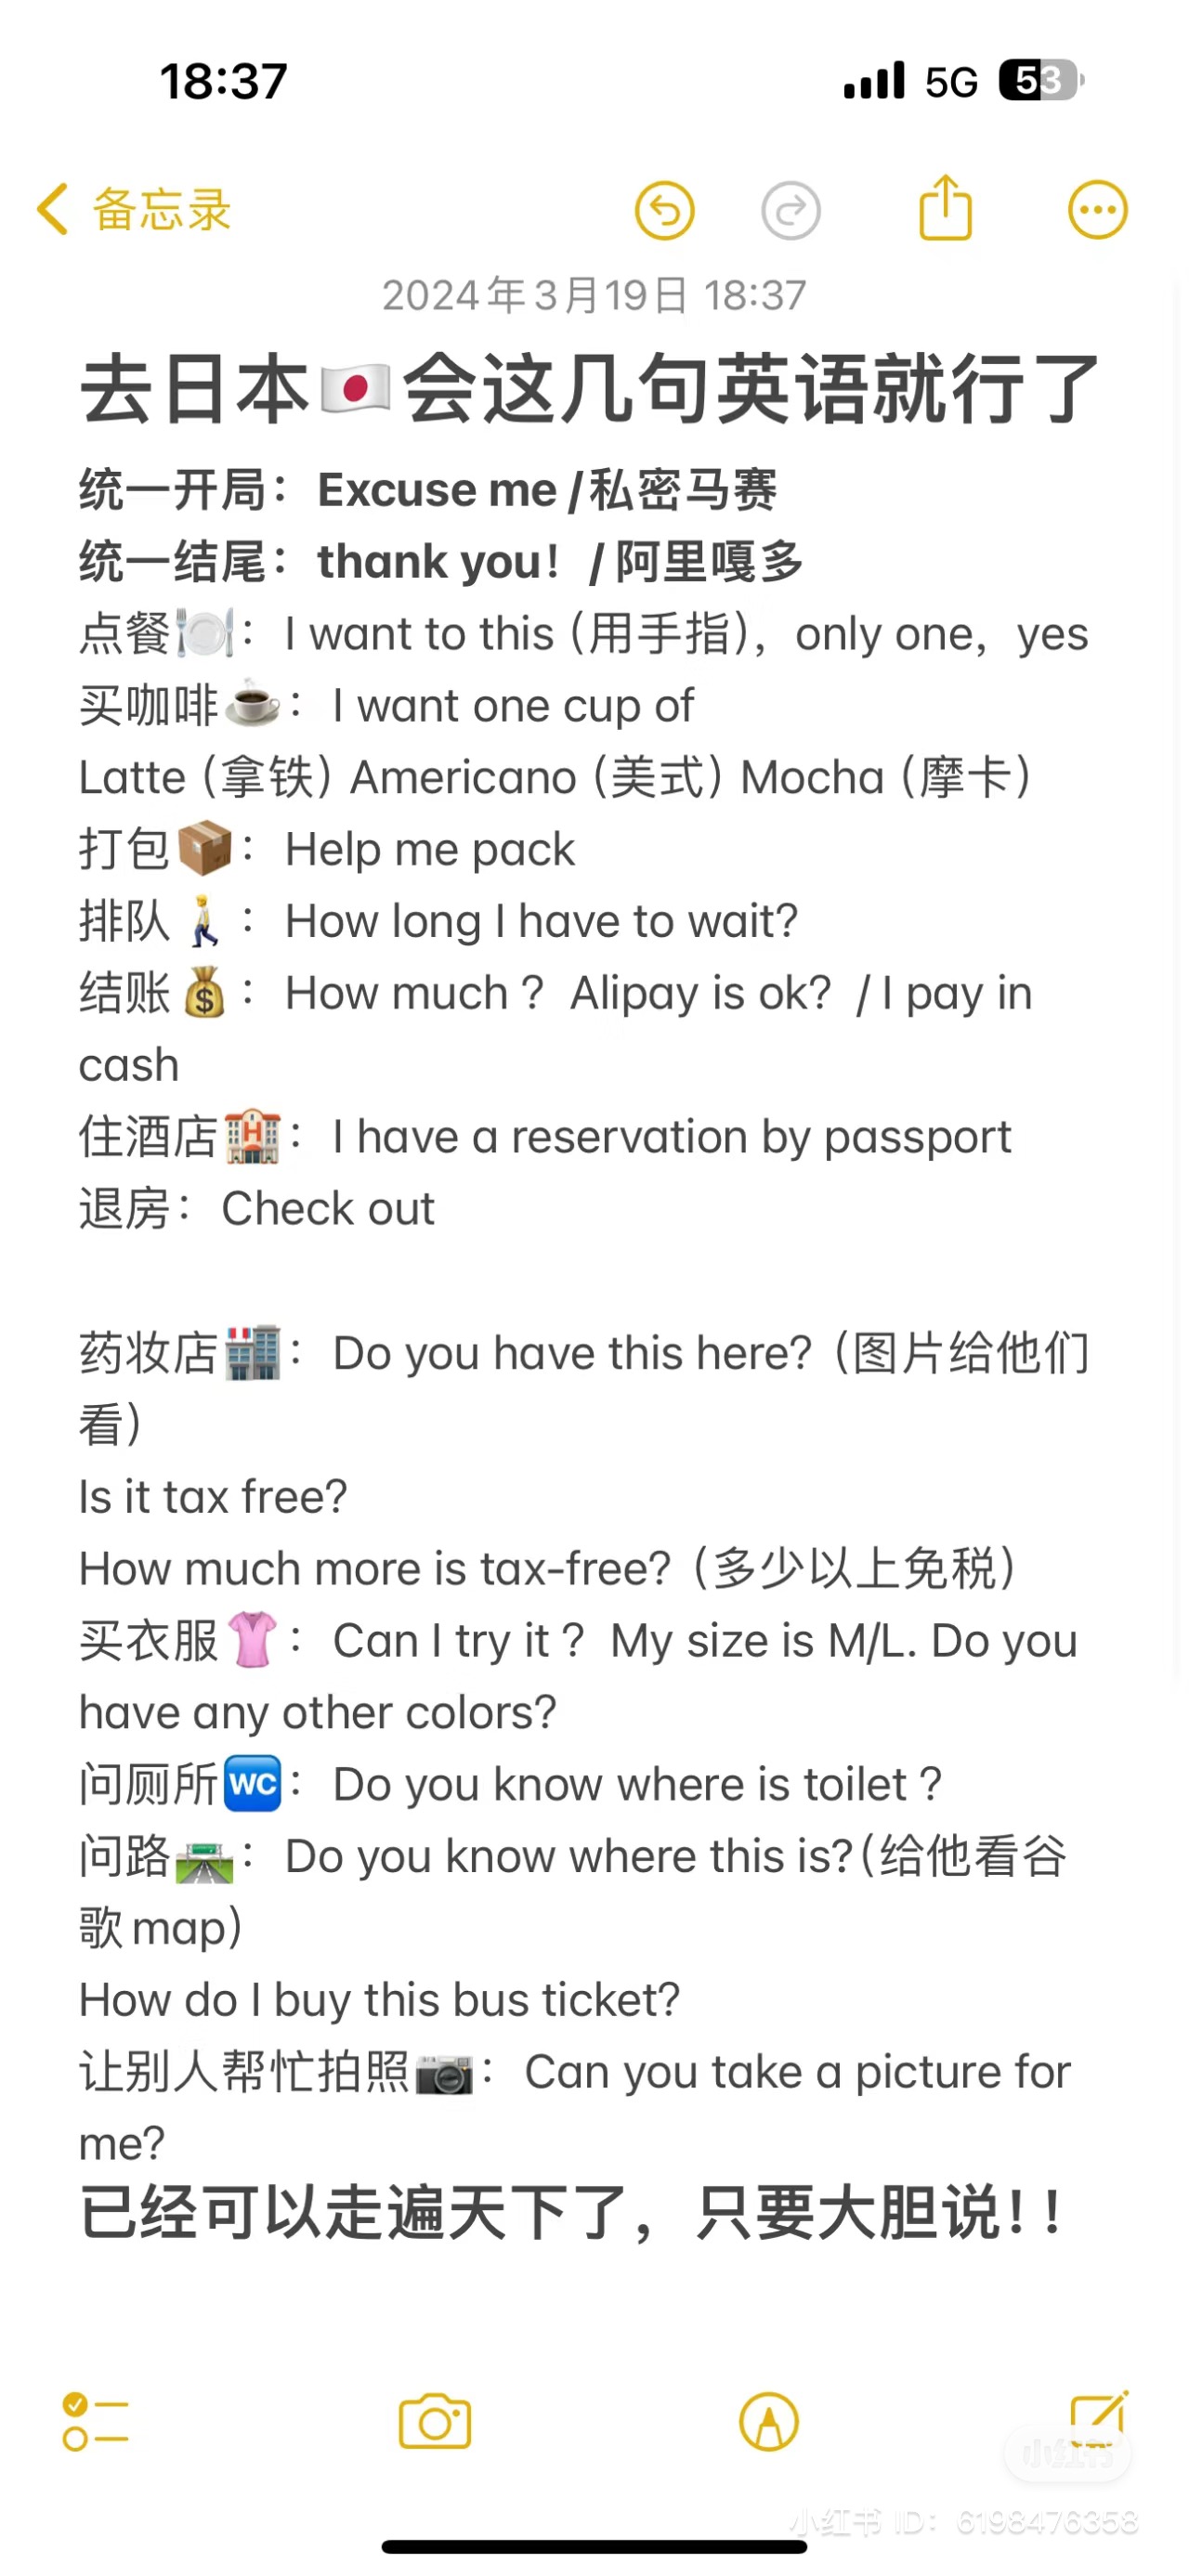 18:37 5G 53
备忘录
2024年3月19日 18:37
去日本🇯🇵会这几句英语就行了
统一开局：Excuse me /私密马赛
统一结尾：thank you！/阿里嘎多
点餐🍽️：I want to this（用手指），only one，yes
买咖啡☕：I want one cup of
Latte（拿铁）Americano（美式）Mocha（摩卡）
打包📦：Help me pack
排队🚶：How long I have to wait?
结账💰：How much？Alipay is ok? / I pay in
cash
住酒店🏨：I have a reservation by passport
退房：Check out
药妆店🏬：Do you have this here?（图片给他们
看）
Is it tax free?
How much more is tax-free?（多少以上免税）
买衣服👚：Can I try it？My size is M/L. Do you
have any other colors?
问厕所🚾：Do you know where is toilet？
问路🛣️：Do you know where this is?（给他看谷
歌map）
How do I buy this bus ticket?
让别人帮忙拍照📷：Can you take a picture for
me?
已经可以走遍天下了，只要大胆说！！
小红书
小红书 ID：6198476358